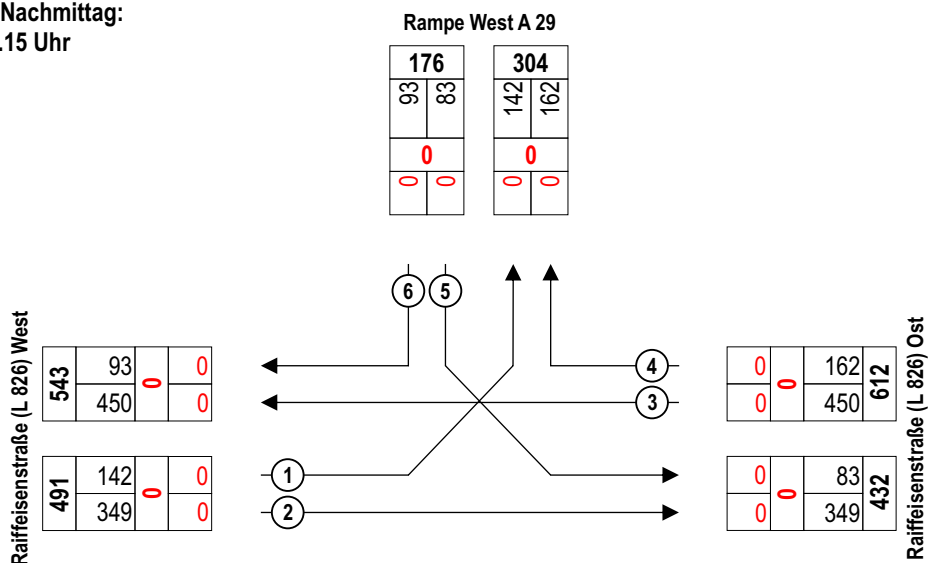 Nachmittag:
.15 Uhr
Rampe West A 29
176 304
93 83 142 162
0 0
0 0 0 0
6 5
Raiffeisenstraße (L 826) West
543 93 0 0
450 0
4
3
0 0 162 612
0 450
Raiffeisenstraße (L 826) Ost
491 142 0 0
349 0
1
2
0 0 83 432
0 349